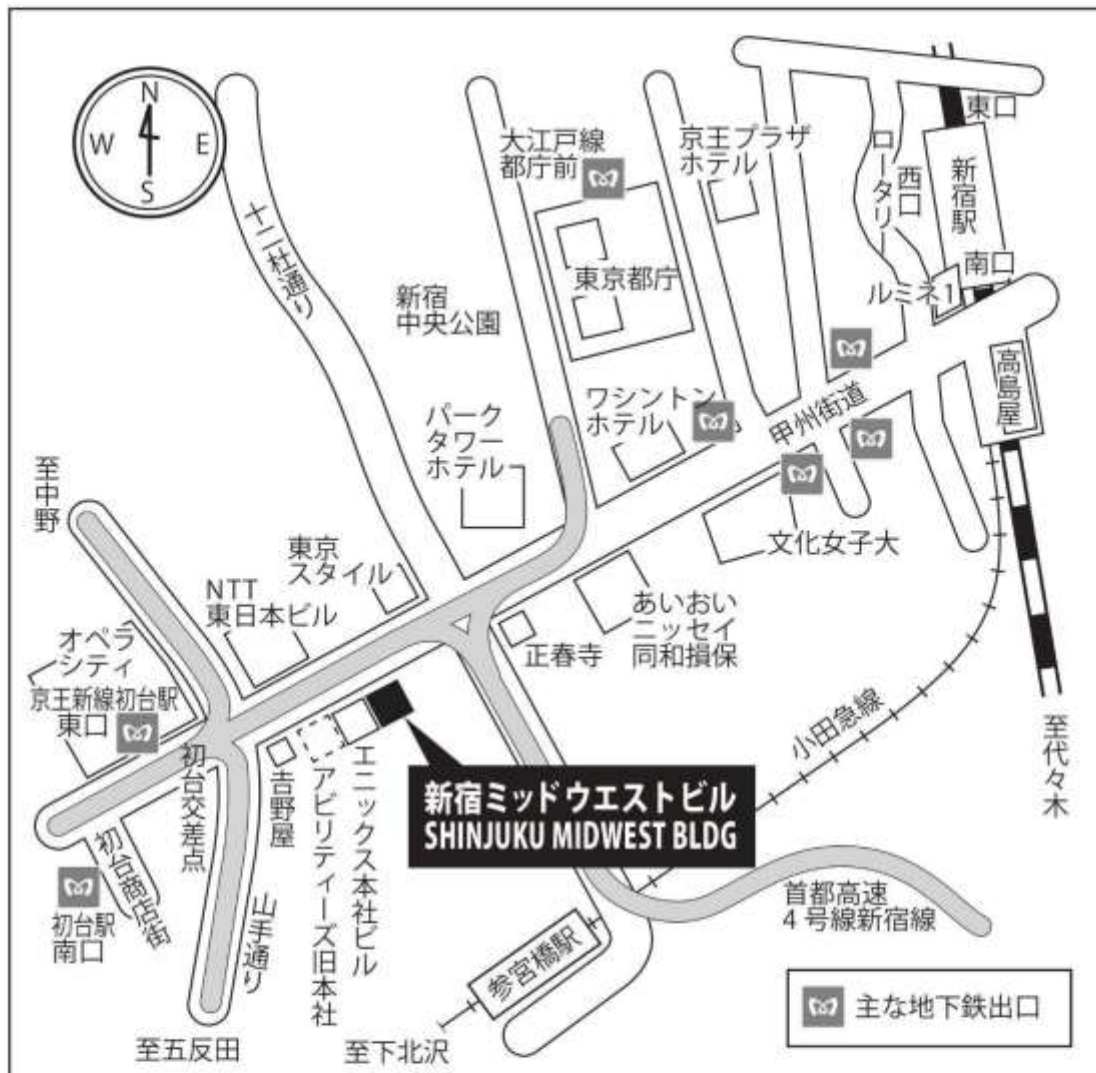 N
W
E
S
十二社通り
大江戸線
都庁前
京王プラザ
ホテル
東口
西口
ロータリー
新宿駅
南口
ルミネ1
東京都庁
新宿
中央公園
高島屋
甲州街道
ワシントン
ホテル
パーク
タワー
ホテル
至中野
文化女子大
東京
スタイル
NTT
東日本ビル
あいおい
ニッセイ
同和損保
正春寺
オペラ
シティ
京王新線初台駅
東口
小田急線
至代々木
初台交差点
吉野屋
アビリティーズ旧本社
エニックス本社ビル
新宿ミッドウエストビル
SHINJUKU MIDWEST BLDG
初台商店街
初台駅
南口
山手通り
首都高速
4号線新宿線
参宮橋駅
至五反田
至下北沢
主な地下鉄出口